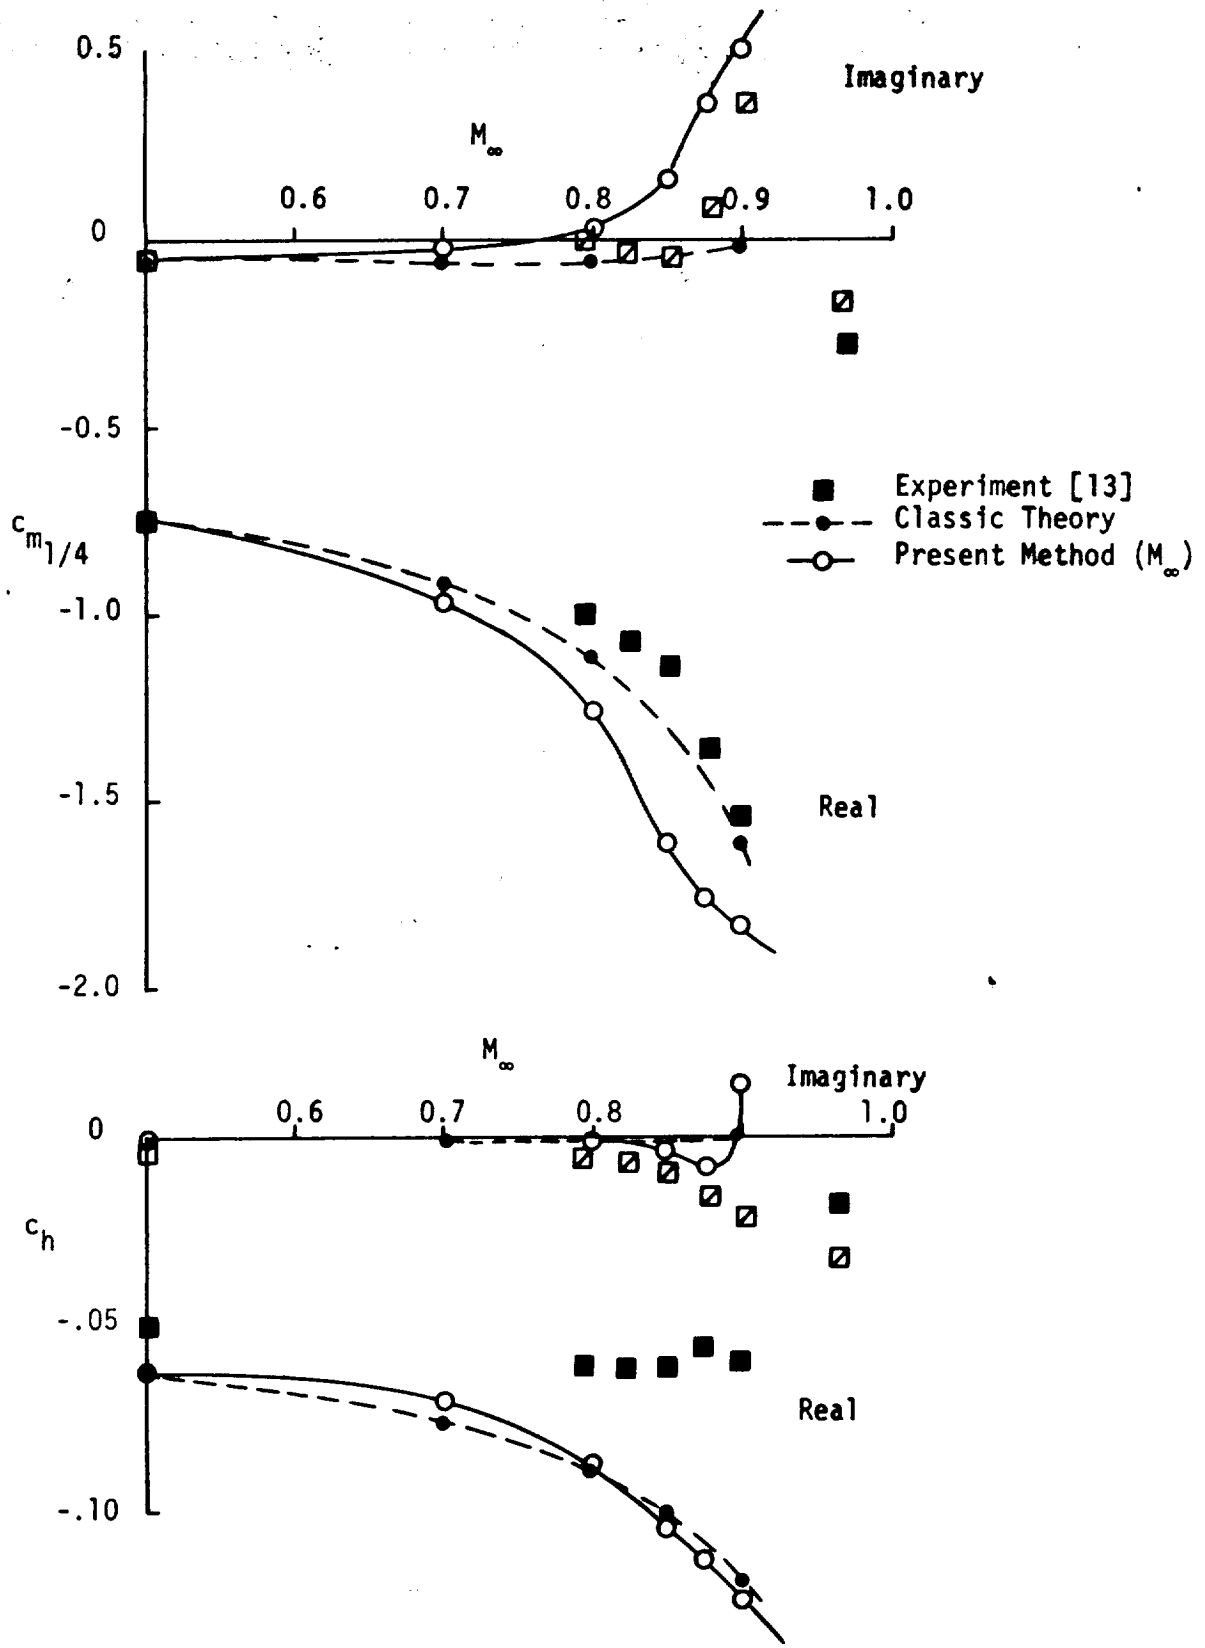 0.5
Imaginary
M∞
0.6 0.7 0.8 0.9 1.0
0
-0.5
Experiment [13]
Classic Theory
Present Method (M∞)
cm1/4
-1.0
-1.5
Real
-2.0
M∞
Imaginary
0.6 0.7 0.8 1.0
0
ch
-.05
Real
-.10